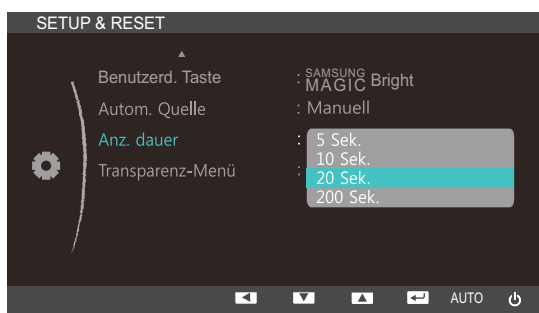 SETUP & RESET
Benutzerd. Taste : SAMSUNG MAGIC Bright
Autom. Quelle : Manuell
Anz. dauer : 5 Sek.
10 Sek.
Transparenz-Menü : 20 Sek.
200 Sek.
AUTO